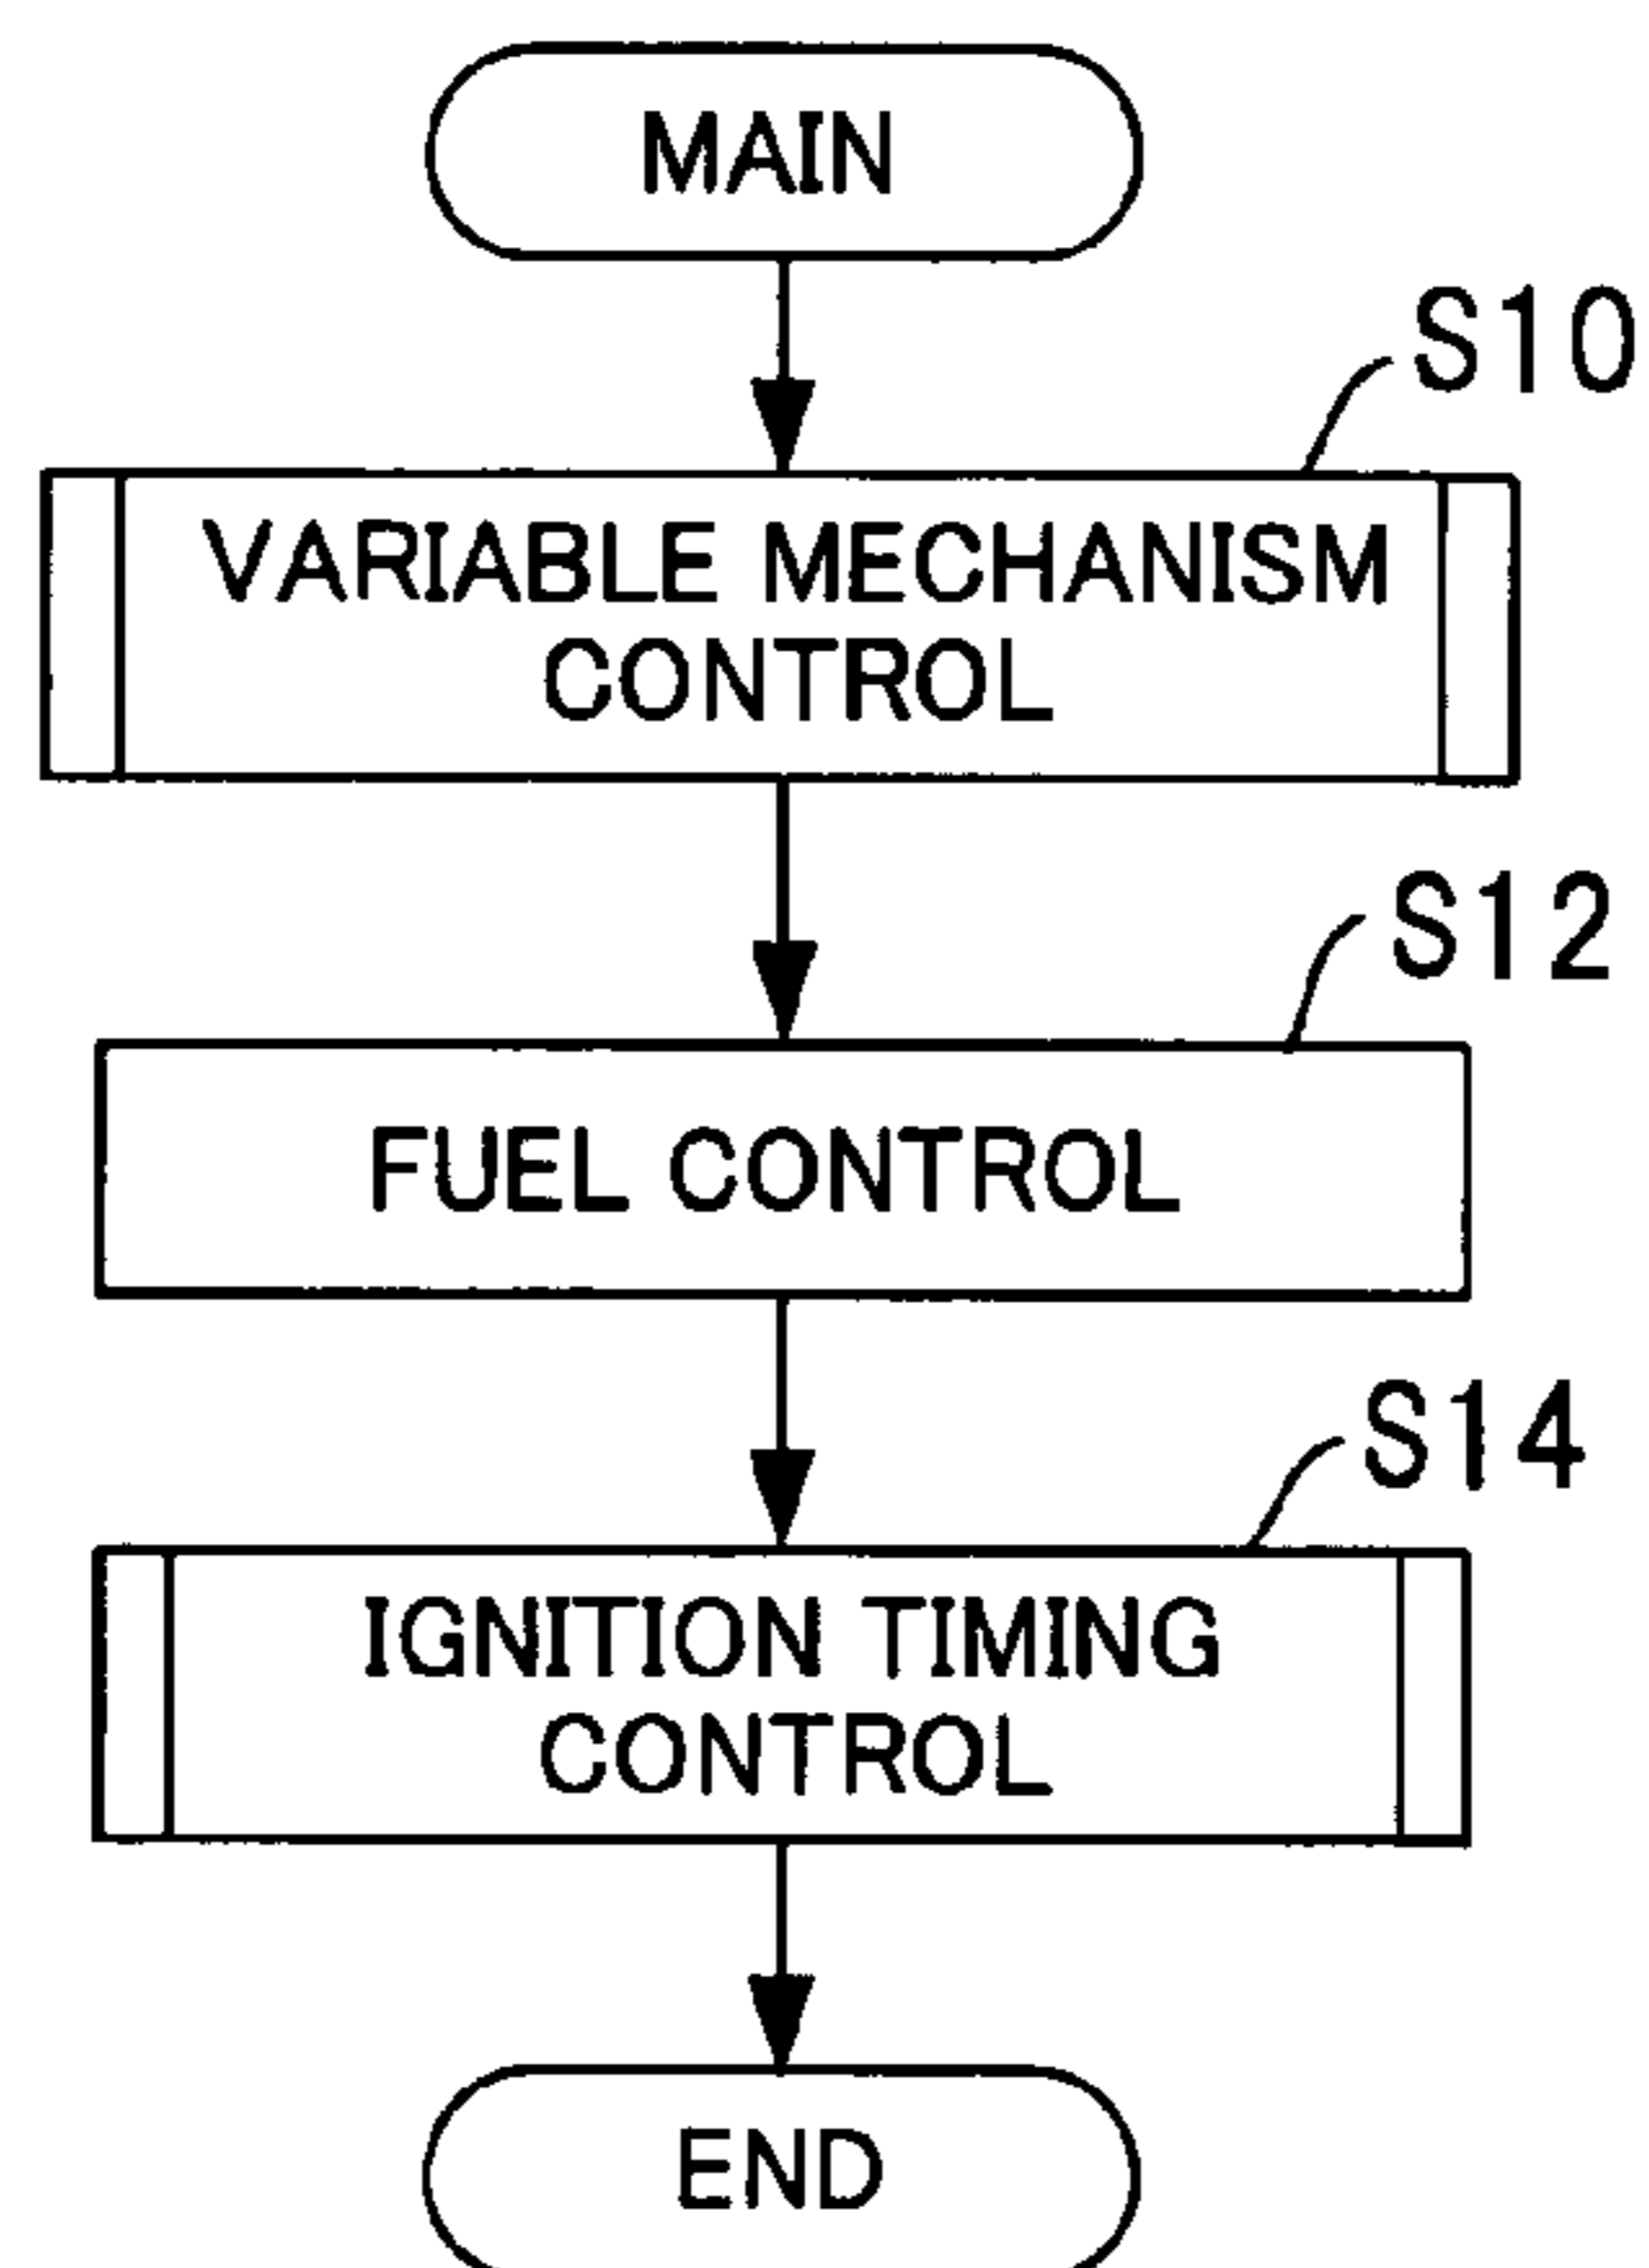 MAIN
S10
VARIABLE MECHANISM
CONTROL
S12
FUEL CONTROL
S14
IGNITION TIMING
CONTROL
END